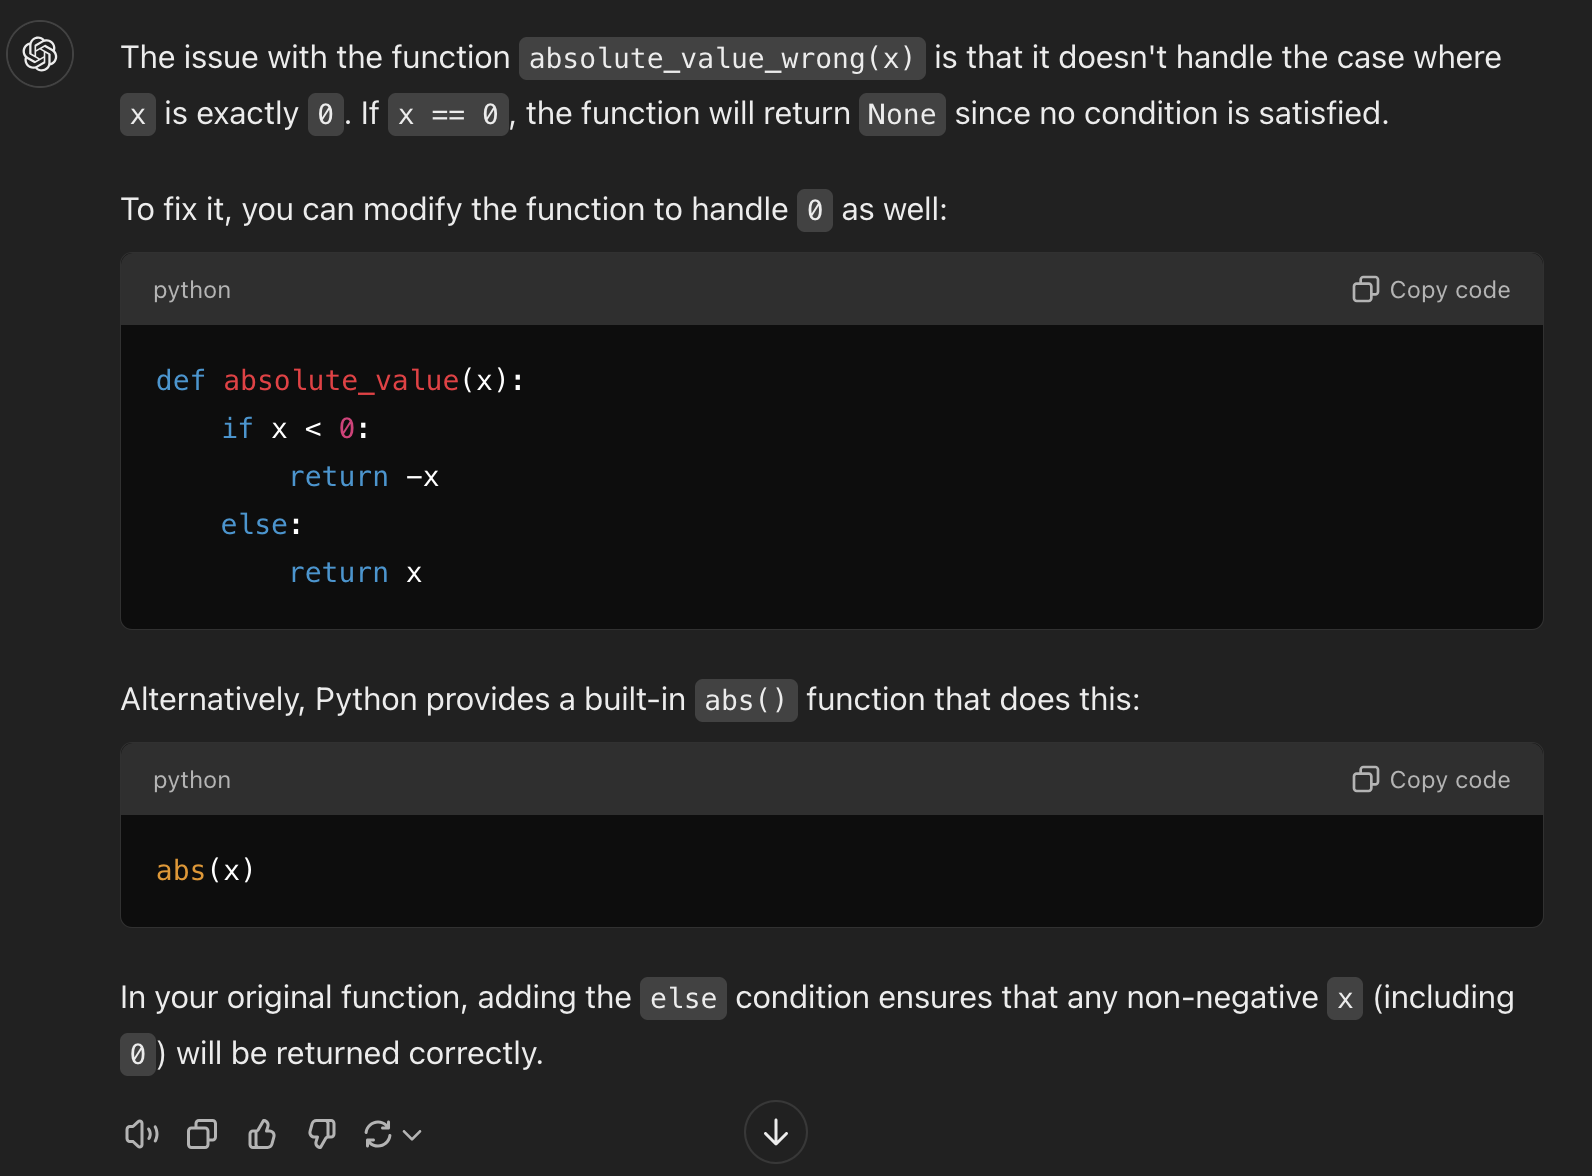 The issue with the function absolute_value_wrong(x) is that it doesn't handle the case where
x is exactly 0. If x == 0, the function will return None since no condition is satisfied.
To fix it, you can modify the function to handle 0 as well:
python Copy code
def absolute_value(x):
    if x < 0:
        return -x
    else:
        return x
Alternatively, Python provides a built-in abs() function that does this:
python Copy code
abs(x)
In your original function, adding the else condition ensures that any non-negative x (including
0) will be returned correctly.